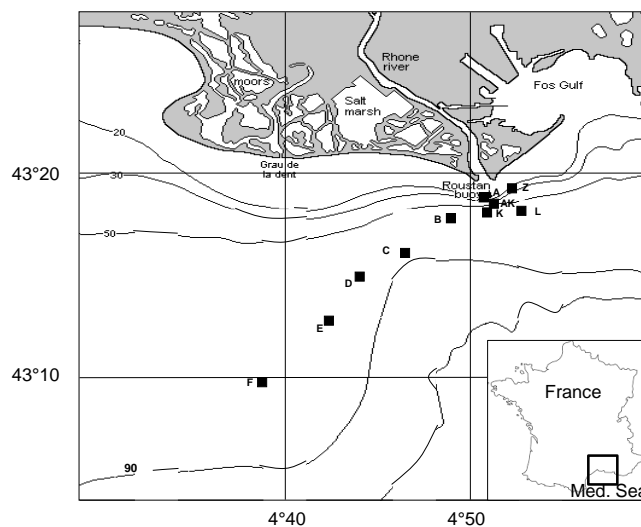 Rhone
river
moors
Fos Gulf
Salt
marsh
20
Grau de
la dent
43°20
30
Roustan
buoy
A
Z
AK
K
L
B
50
C
D
E
43°10
F
France
90
Med. Sea
4°40
4°50